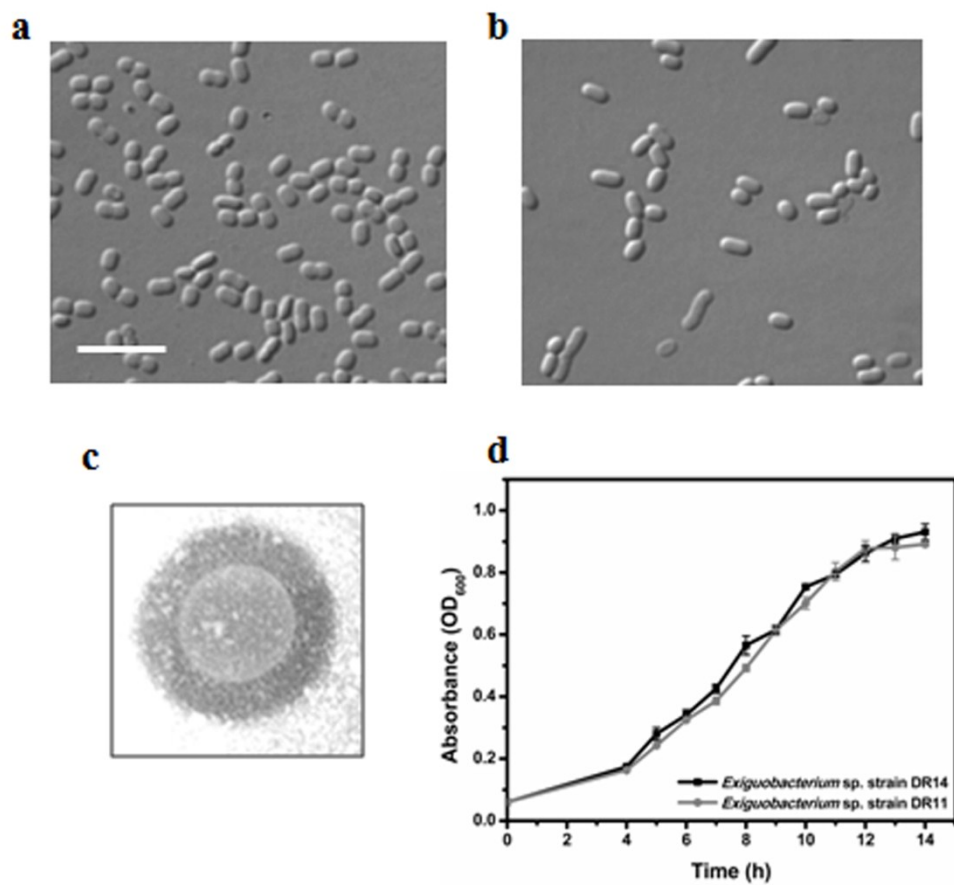 a
b
c
d
Absorbance (OD600)
1.0
0.8
0.6
0.4
0.2
0.0
Exiguobacterium sp. strain DR14
Exiguobacterium sp. strain DR11
0 2 4 6 8 10 12 14
Time (h)